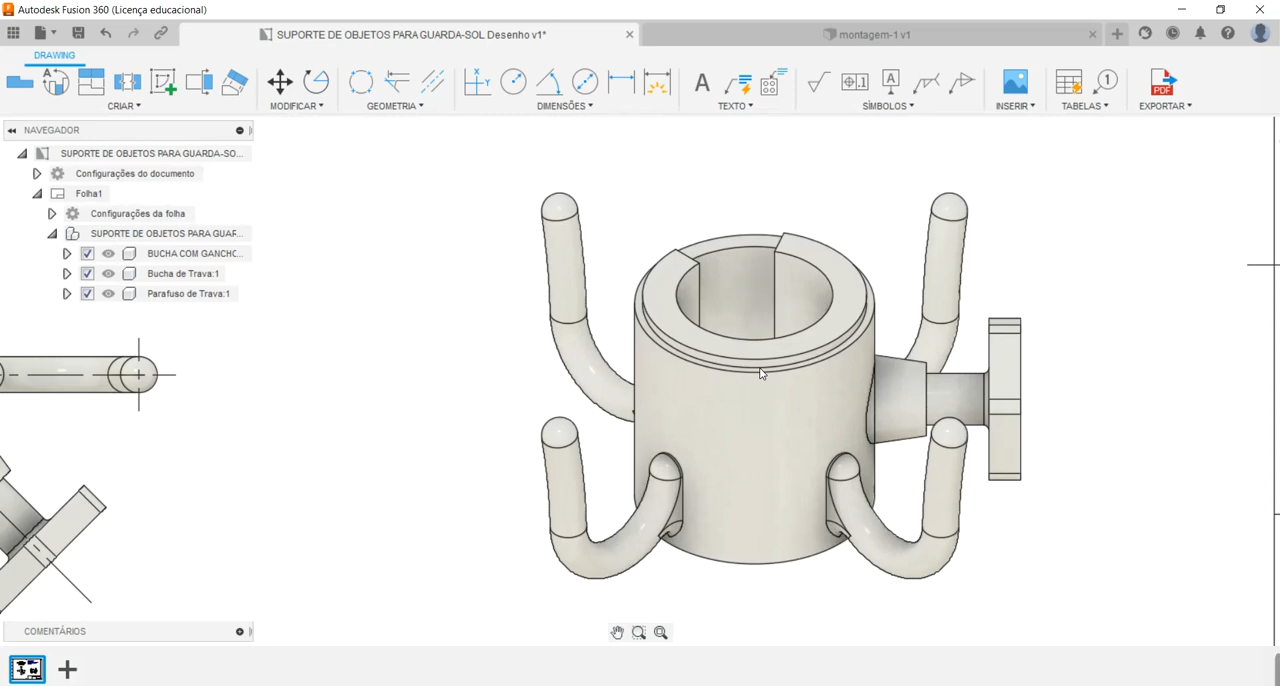 Autodesk Fusion 360 (Licença educacional)
SUPORTE DE OBJETOS PARA GUARDA-SOL Desenho v1*
montagem-1 v1
DRAWING
CRIAR
MODIFICAR
GEOMETRIA
DIMENSÕES
TEXTO
SÍMBOLOS
INSERIR
TABELAS
EXPORTAR
NAVEGADOR
SUPORTE DE OBJETOS PARA GUARDA-SO...
Configurações do documento
Folha1
Configurações da folha
SUPORTE DE OBJETOS PARA GUAR...
BUCHA COM GANCHO...
Bucha de Trava:1
Parafuso de Trava:1
COMENTÁRIOS